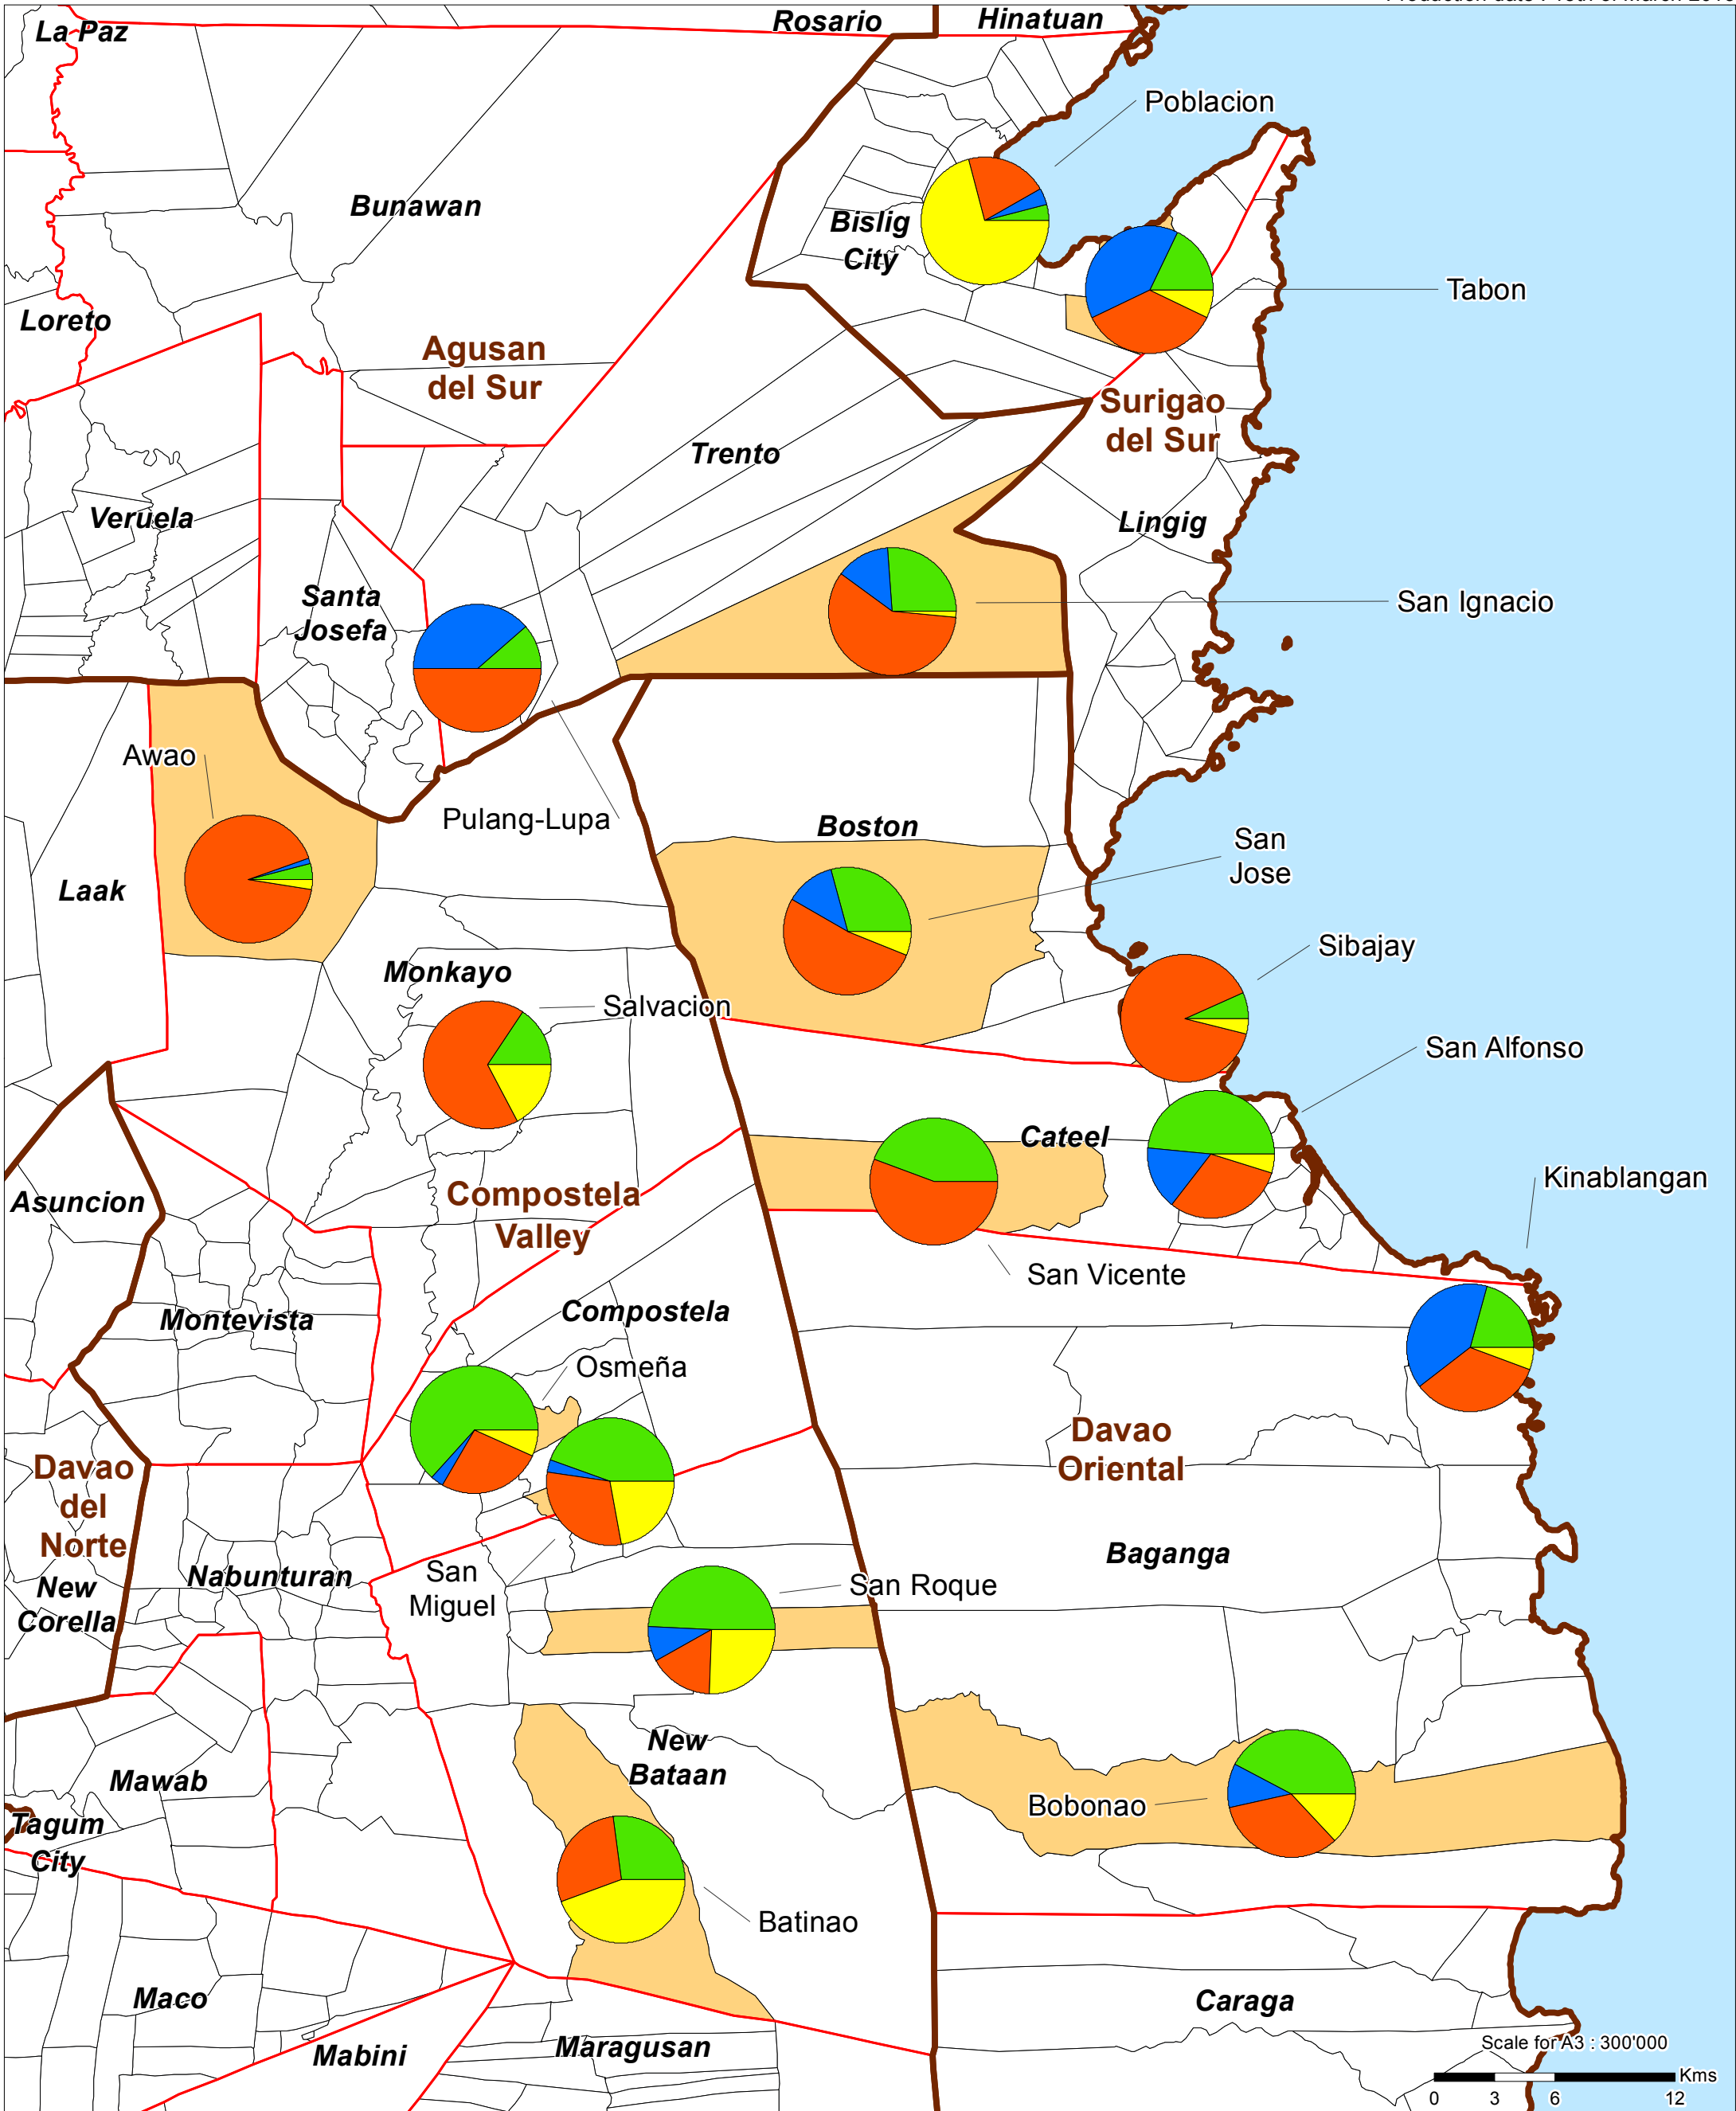 La Paz
Rosario
Hinatuan
Poblacion
Bunawan
Bislig
City
Tabon
Loreto
Agusan
del Sur
Surigao
del Sur
Trento
Veruela
Lingig
Santa
Josefa
San Ignacio
Awao
Pulang-Lupa
Boston
San
Jose
Laak
Sibajay
Monkayo
Salvacion
San Alfonso
Cateel
Kinablangan
Asuncion
Compostela
Valley
San Vicente
Montevista
Compostela
Osmeña
Davao
Oriental
Davao
del
Norte
Baganga
New
Corella
Nabunturan
San
Miguel
San Roque
New
Bataan
Mawab
Bobonao
Tagum
City
Batinao
Maco
Caraga
Mabini
Maragusan
Scale for A3 : 300'000
Kms
0 3 6 12